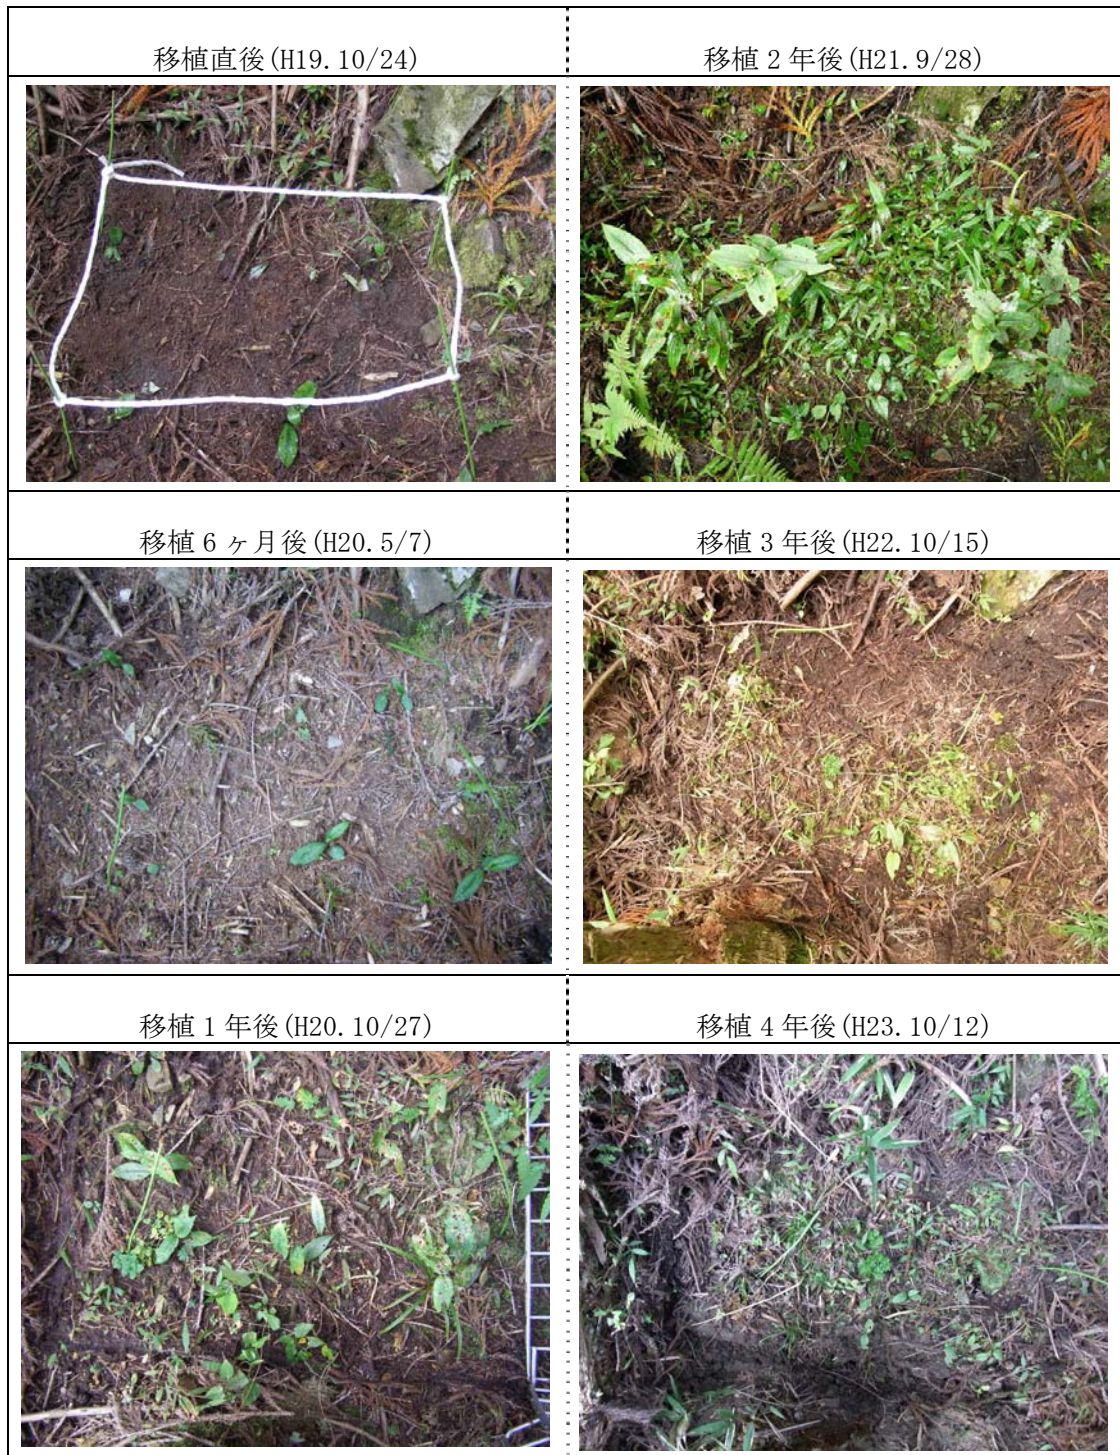 移植直後(H19.10/24)
移植 2 年後(H21.9/28)
移植 6 ヶ月後(H20.5/7)
移植 3 年後(H22.10/15)
移植 1 年後(H20.10/27)
移植 4 年後(H23.10/12)